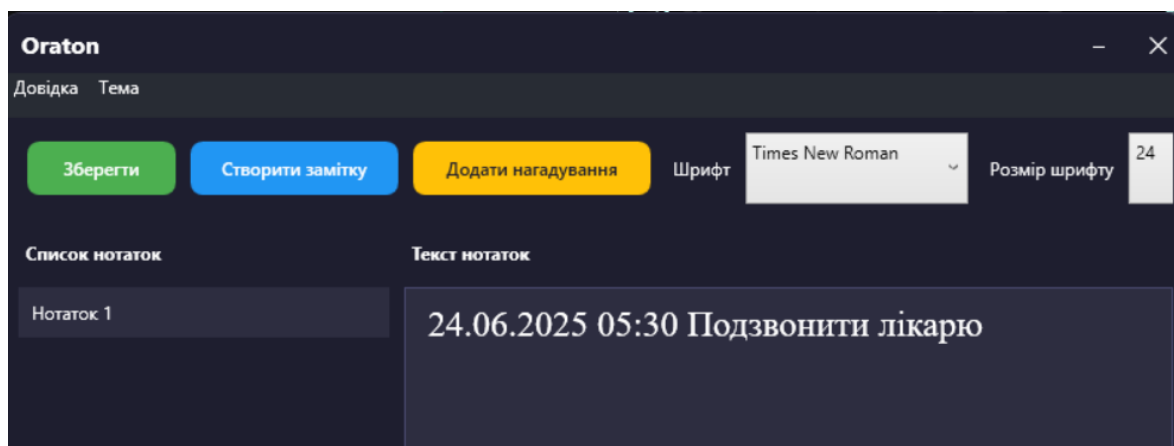 Oraton
Довідка Тема
Зберегти Створити замітку Додати нагадування Шрифт Times New Roman Розмір шрифту 24
Список нотаток Текст нотаток
Нотаток 1
24.06.2025 05:30 Подзвонити лікарю